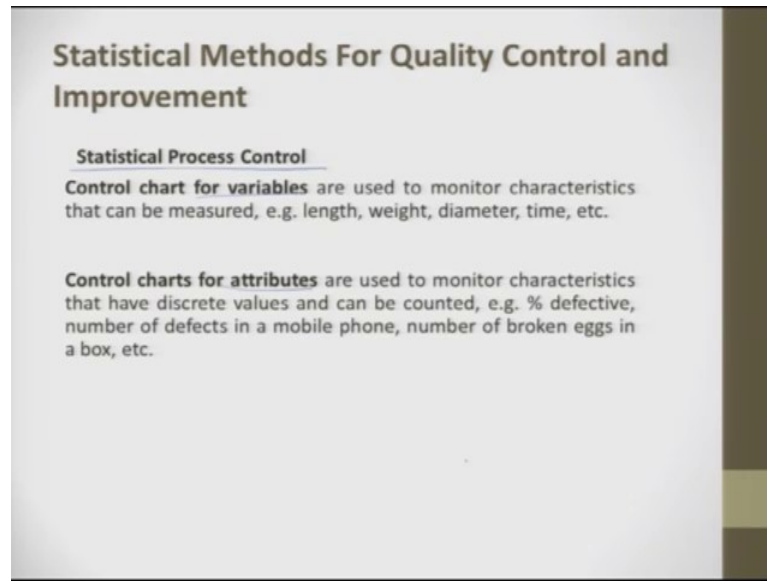 Statistical Methods For Quality Control and
Improvement
Statistical Process Control
Control chart for variables are used to monitor characteristics
that can be measured, e.g. length, weight, diameter, time, etc.
Control charts for attributes are used to monitor characteristics
that have discrete values and can be counted, e.g. % defective,
number of defects in a mobile phone, number of broken eggs in
a box, etc.